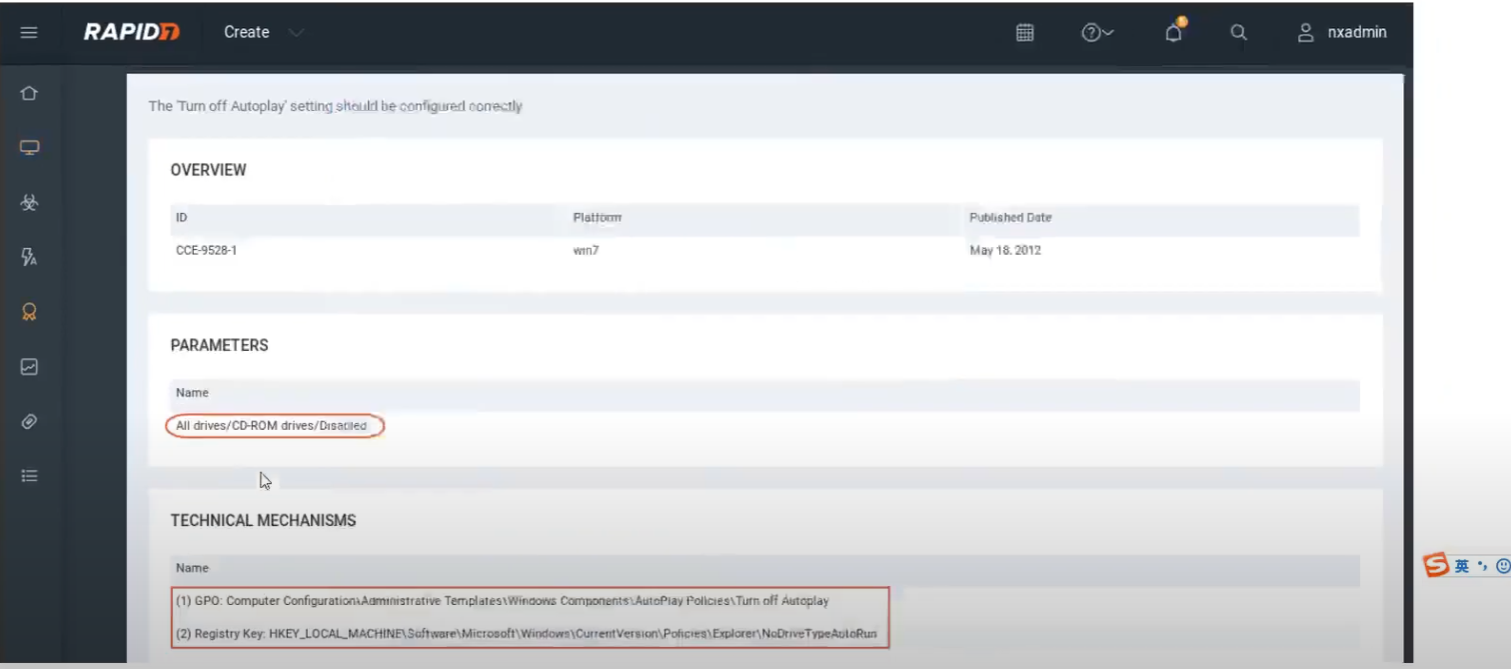 RAPID7 Create 5 nxadmin
The 'Turn off Autoplay' setting should be configured correctly
OVERVIEW
ID Platform Published Date
CCE-9528-1 win7 May 18, 2012
PARAMETERS
Name
All drives/CD-ROM drives/Disabled
TECHNICAL MECHANISMS
Name
(1) GPO: Computer Configuration\Administrative Templates\Windows Components\AutoPlay Policies\Turn off Autoplay
(2) Registry Key: HKEY_LOCAL_MACHINE\Software\Microsoft\Windows\CurrentVersion\Policies\Explorer\NoDriveTypeAutoRun
S 英